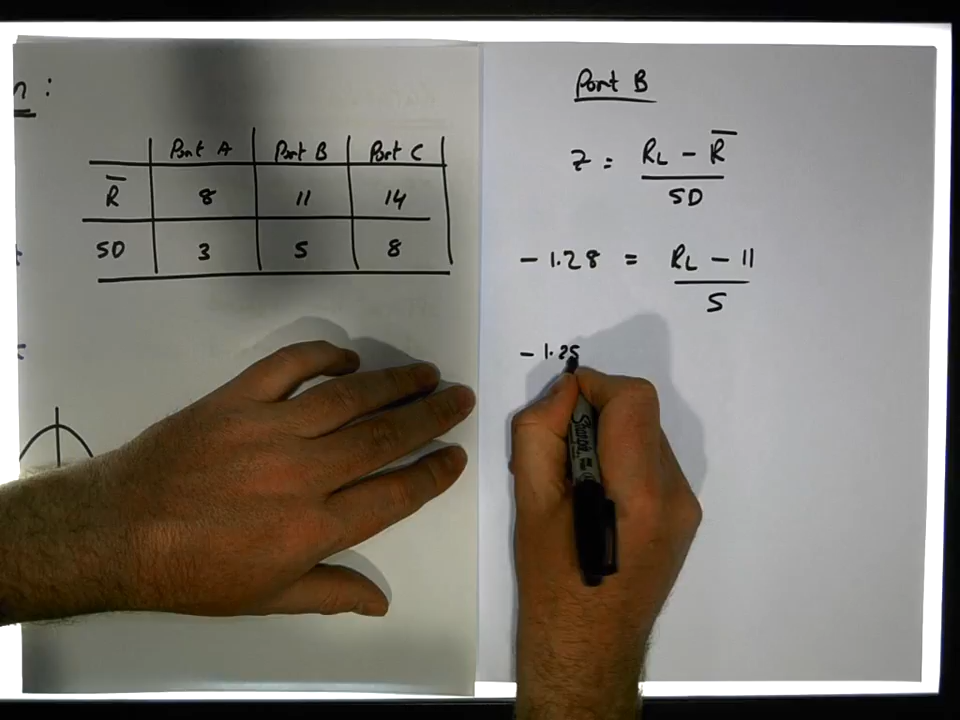 n:
Port A Port B Port C
R̅ 8 11 14
SD 3 5 8
Port B
z = RL - R̅
SD
- 1.28 = RL - 11
5
- 1.25
Sharpie